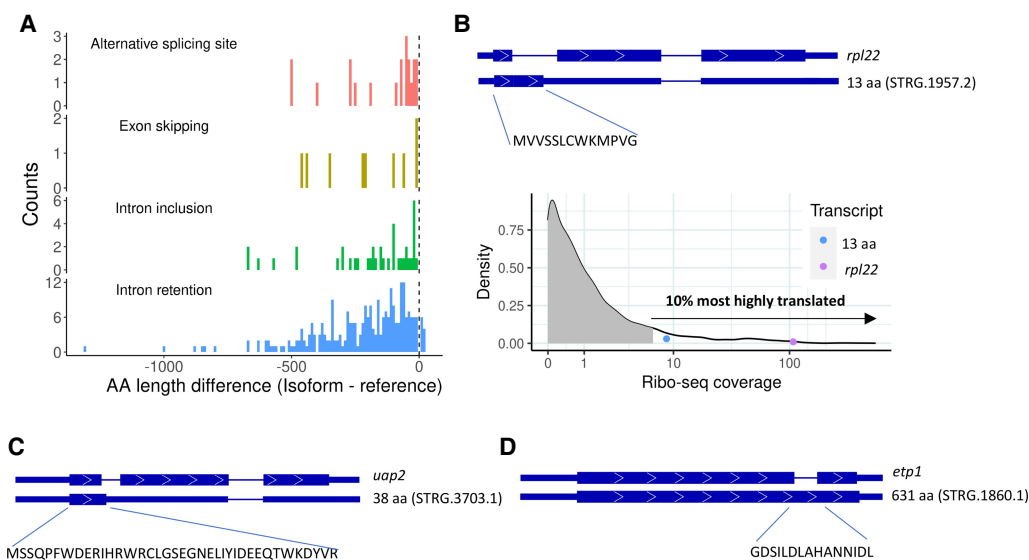 A
Counts
Alternative splicing site
3
2
1
0
Exon skipping
2
1
0
Intron inclusion
6
4
2
0
Intron retention
12
6
0
-1000 -500 0
AA length difference (Isoform - reference)
B
rpl22
13 aa (STRG.1957.2)
MVVSSLCWKMPVG
Density
0.75
0.50
0.25
0.00
Transcript
13 aa
rpl22
10% most highly translated
0 1 10 100
Ribo-seq coverage
C
uap2
38 aa (STRG.3703.1)
MSSQPFWDERIHRWRCLGSEGNELIYIDEEQTWKDYVR
D
etp1
631 aa (STRG.1860.1)
GDSILDLAHANNIDL